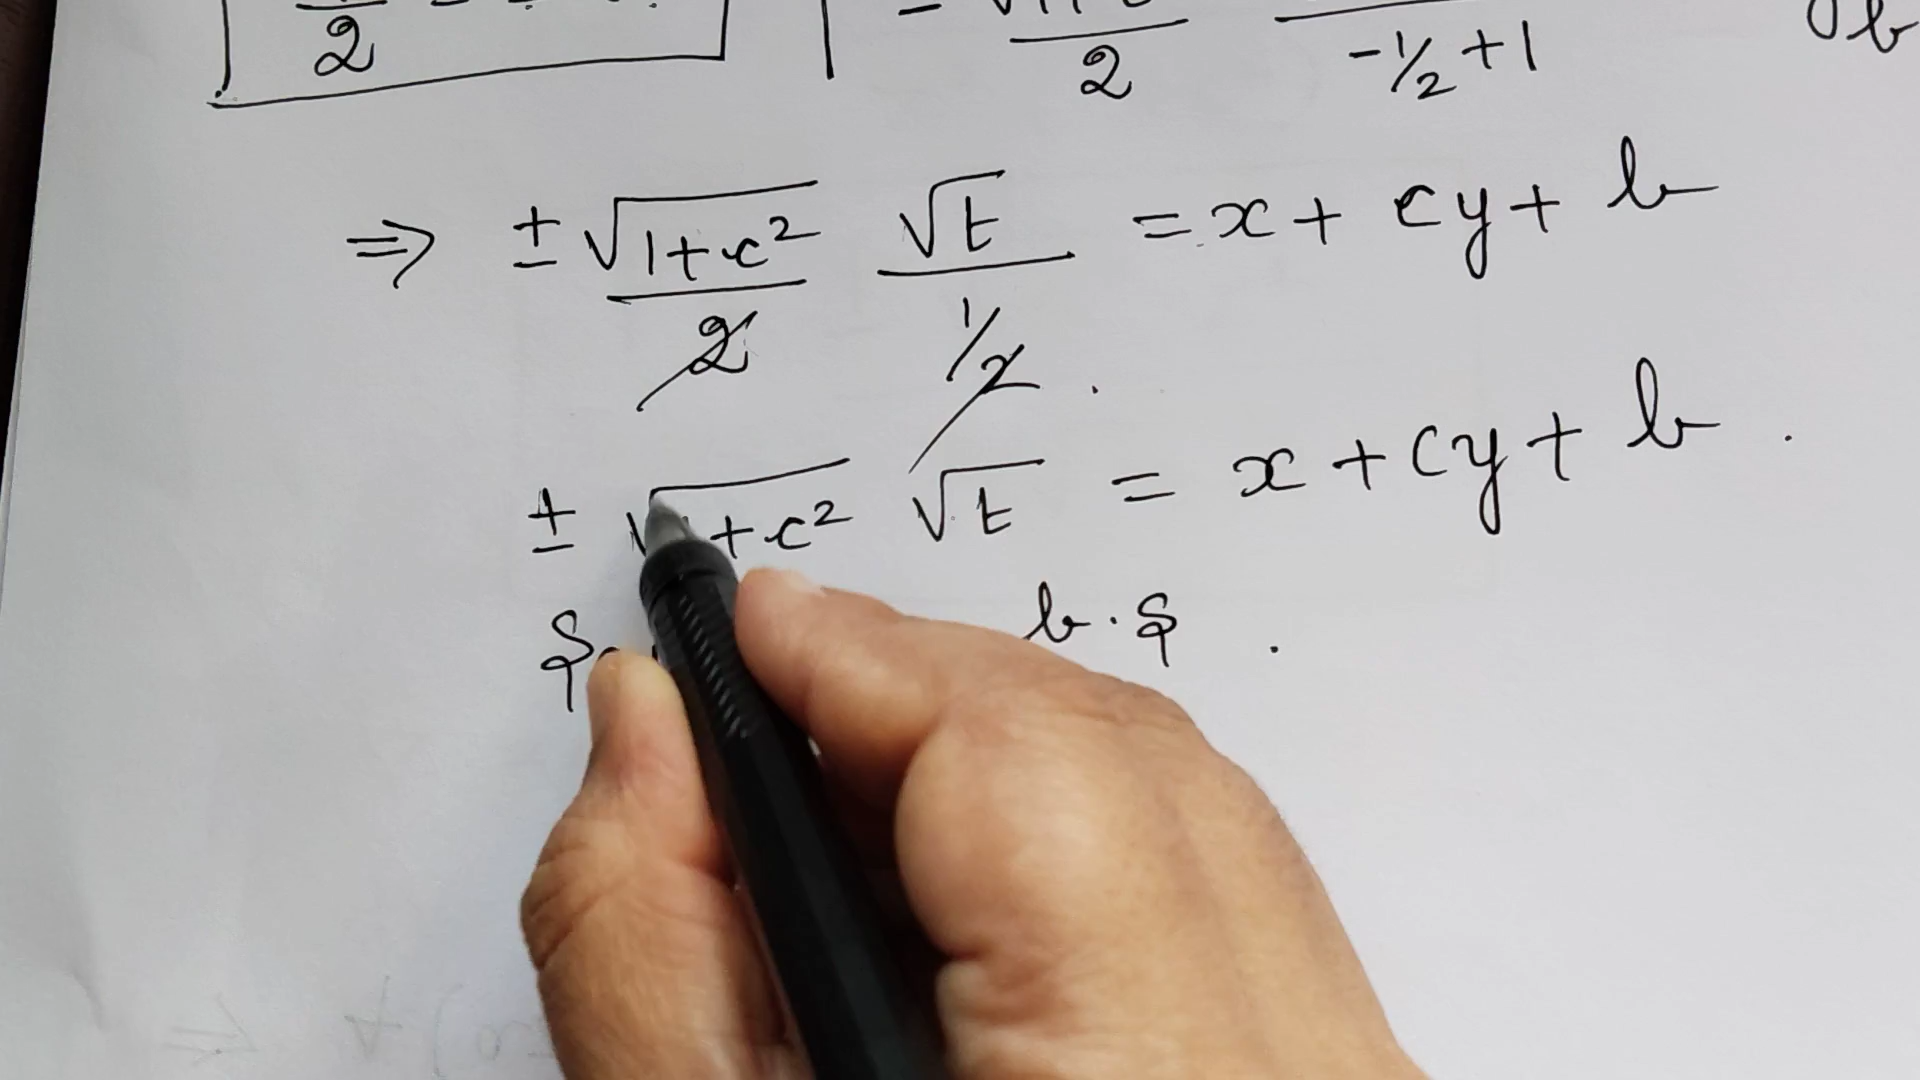 2 2 -½+1 b
⇒ ±√(1+c²)/2 √t/½ = x + cy + b
± √1+c² √t = x + cy + b.
b.s.